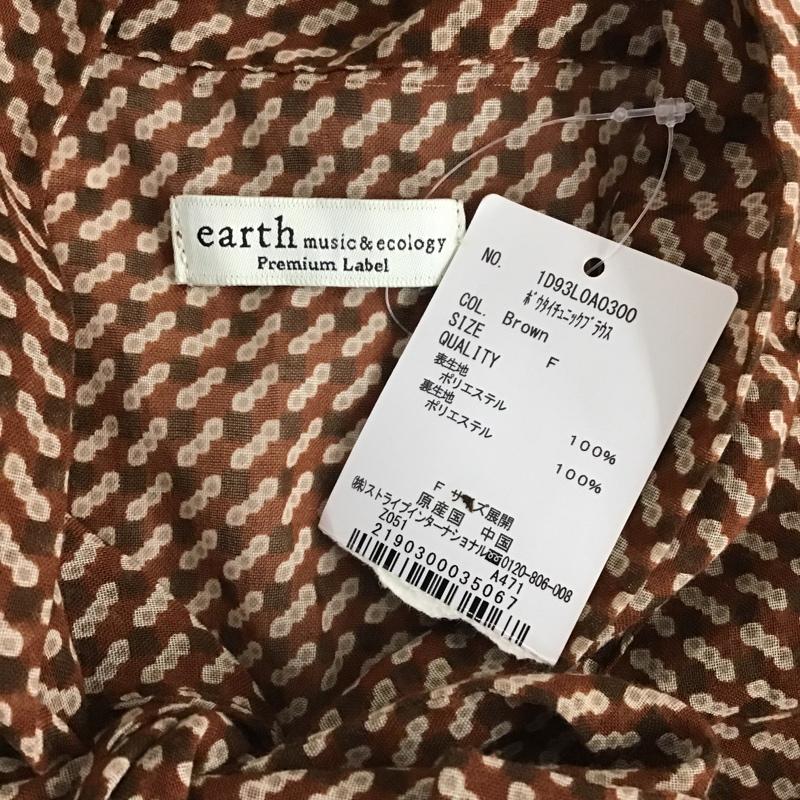 earth music&ecology
Premium Label
NO. 1D93L0A0300
ﾎﾞｳﾀｲﾁｭﾆｯｸﾌﾞﾗｳｽ
COL. Brown
SIZE F
QUALITY
表生地
ポリエステル 100%
裏生地
ポリエステル 100%
F サイズ展開
原産国 中国
(株)ストライプインターナショナル 0120-806-008
Z051 A471
2190300035067